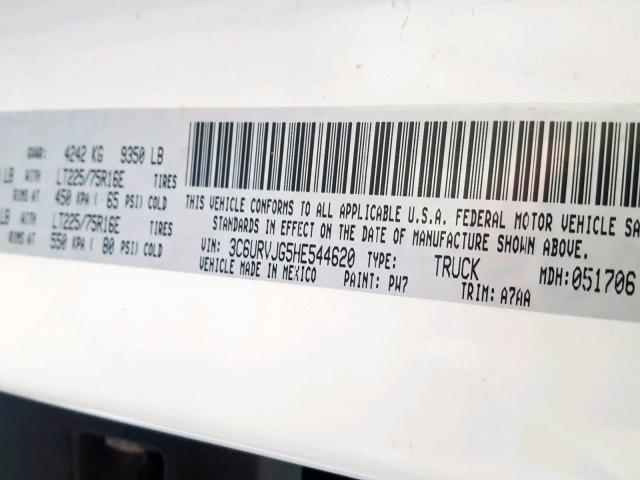 GVWR: 4242 KG 9350 LB
LB WITH LT225/75R16E TIRES
RIMS AT 450 KPA ( 65 PSI) COLD
LB WITH LT225/75R16E TIRES
RIMS AT 550 KPA ( 80 PSI) COLD
THIS VEHICLE CONFORMS TO ALL APPLICABLE U.S.A. FEDERAL MOTOR VEHICLE SA
STANDARDS IN EFFECT ON THE DATE OF MANUFACTURE SHOWN ABOVE.
VIN: 3C6URVJG5HE544620 TYPE: TRUCK MDH:051706
VEHICLE MADE IN MEXICO PAINT: PW7 TRIM: A7AA